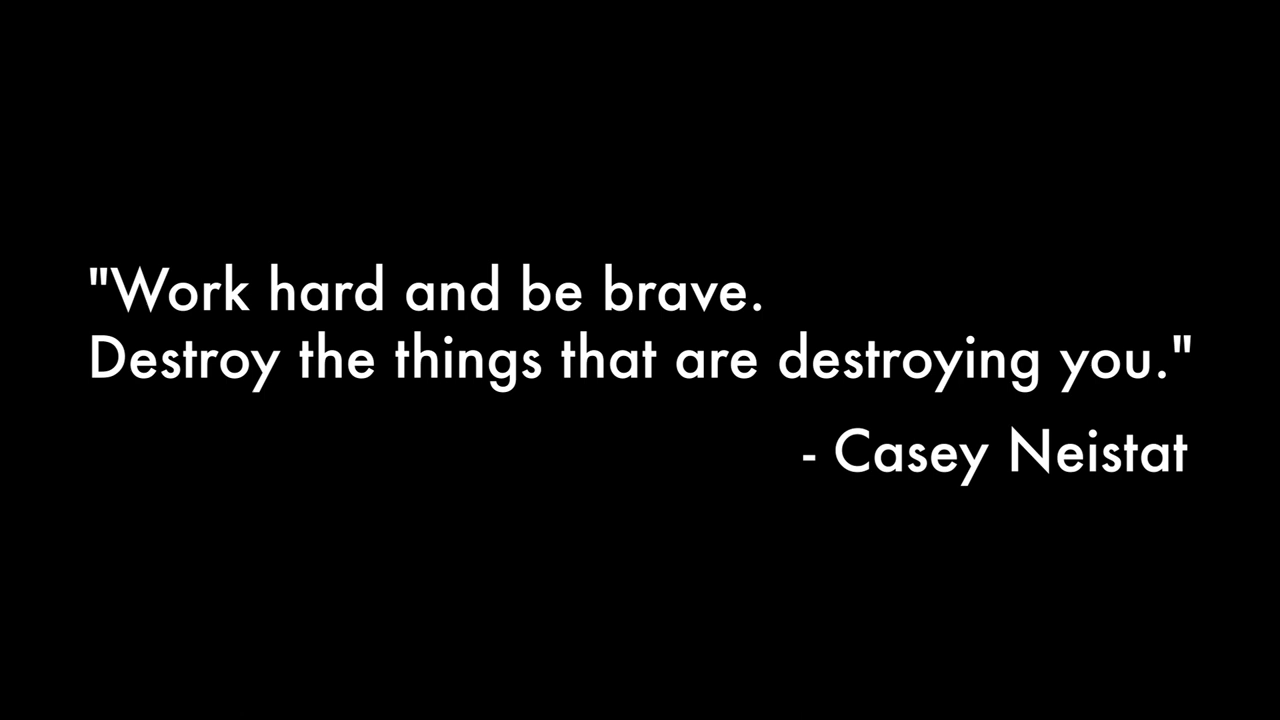 "Work hard and be brave.
Destroy the things that are destroying you."
- Casey Neistat